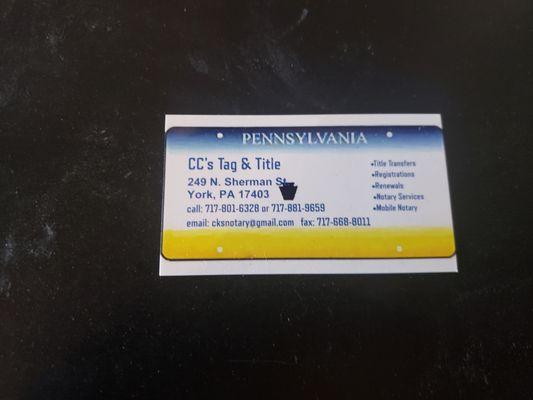 PENNSYLVANIA
CC's Tag & Title
249 N. Sherman St.
York, PA 17403
call: 717-801-6328 or 717-881-9659
email: cksnotary@gmail.com fax: 717-668-8011
•Title Transfers
•Registrations
•Renewals
•Notary Services
•Mobile Notary